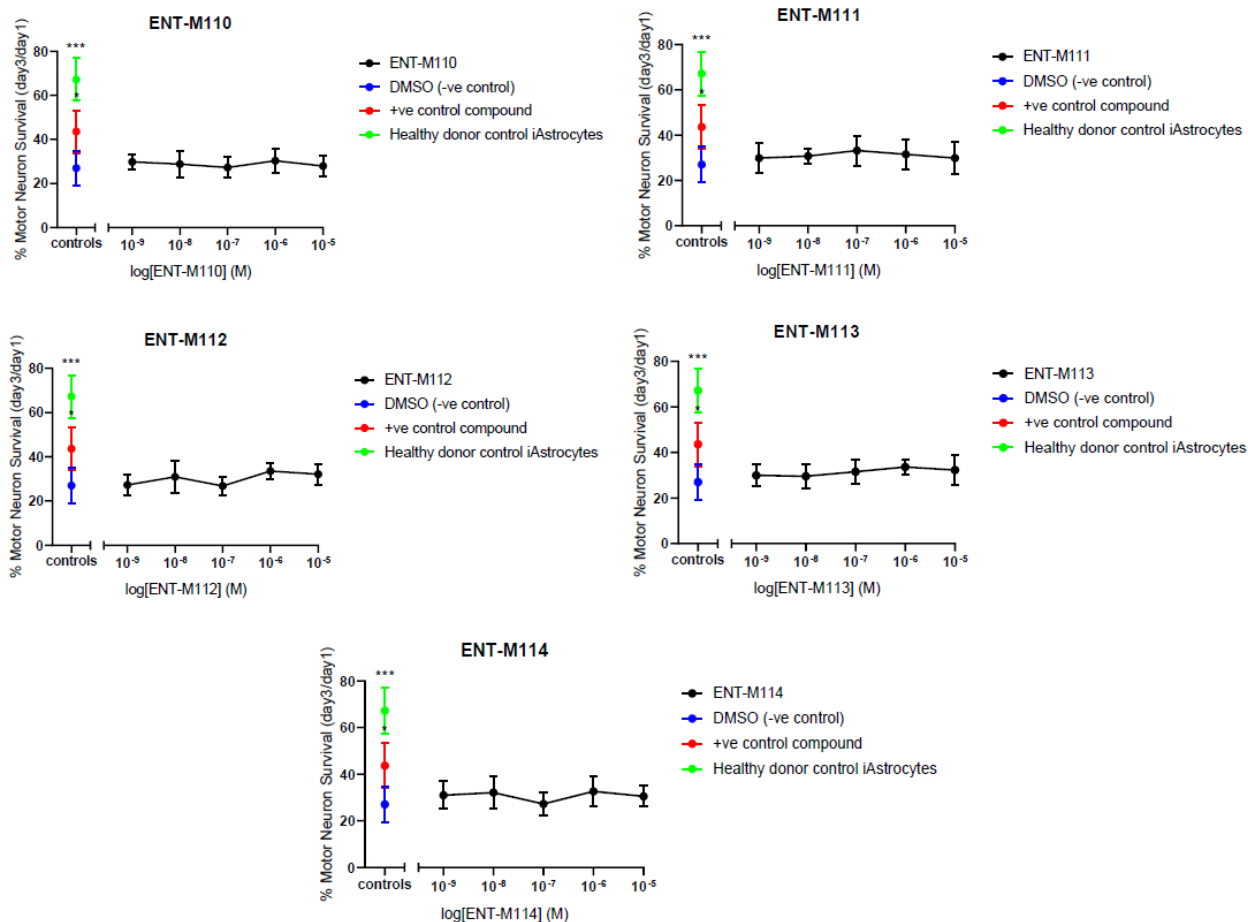 ENT-M110
***
*
% Motor Neuron Survival (day3/day1)
80
60
40
20
0
controls
10-9
10-8
10-7
10-6
10-5
log[ENT-M110] (M)
ENT-M110
DMSO (-ve control)
+ve control compound
Healthy donor control iAstrocytes
ENT-M111
***
*
% Motor Neuron Survival (day3/day1)
80
60
40
20
0
controls
10-9
10-8
10-7
10-6
10-5
log[ENT-M111] (M)
ENT-M111
DMSO (-ve control)
+ve control compound
Healthy donor control iAstrocytes
ENT-M112
***
*
% Motor Neuron Survival (day3/day1)
80
60
40
20
0
controls
10-9
10-8
10-7
10-6
10-5
log[ENT-M112] (M)
ENT-M112
DMSO (-ve control)
+ve control compound
Healthy donor control iAstrocytes
ENT-M113
***
*
% Motor Neuron Survival (day3/day1)
80
60
40
20
0
controls
10-9
10-8
10-7
10-6
10-5
log[ENT-M113] (M)
ENT-M113
DMSO (-ve control)
+ve control compound
Healthy donor control iAstrocytes
ENT-M114
***
*
% Motor Neuron Survival (day3/day1)
80
60
40
20
0
controls
10-9
10-8
10-7
10-6
10-5
log[ENT-M114] (M)
ENT-M114
DMSO (-ve control)
+ve control compound
Healthy donor control iAstrocytes